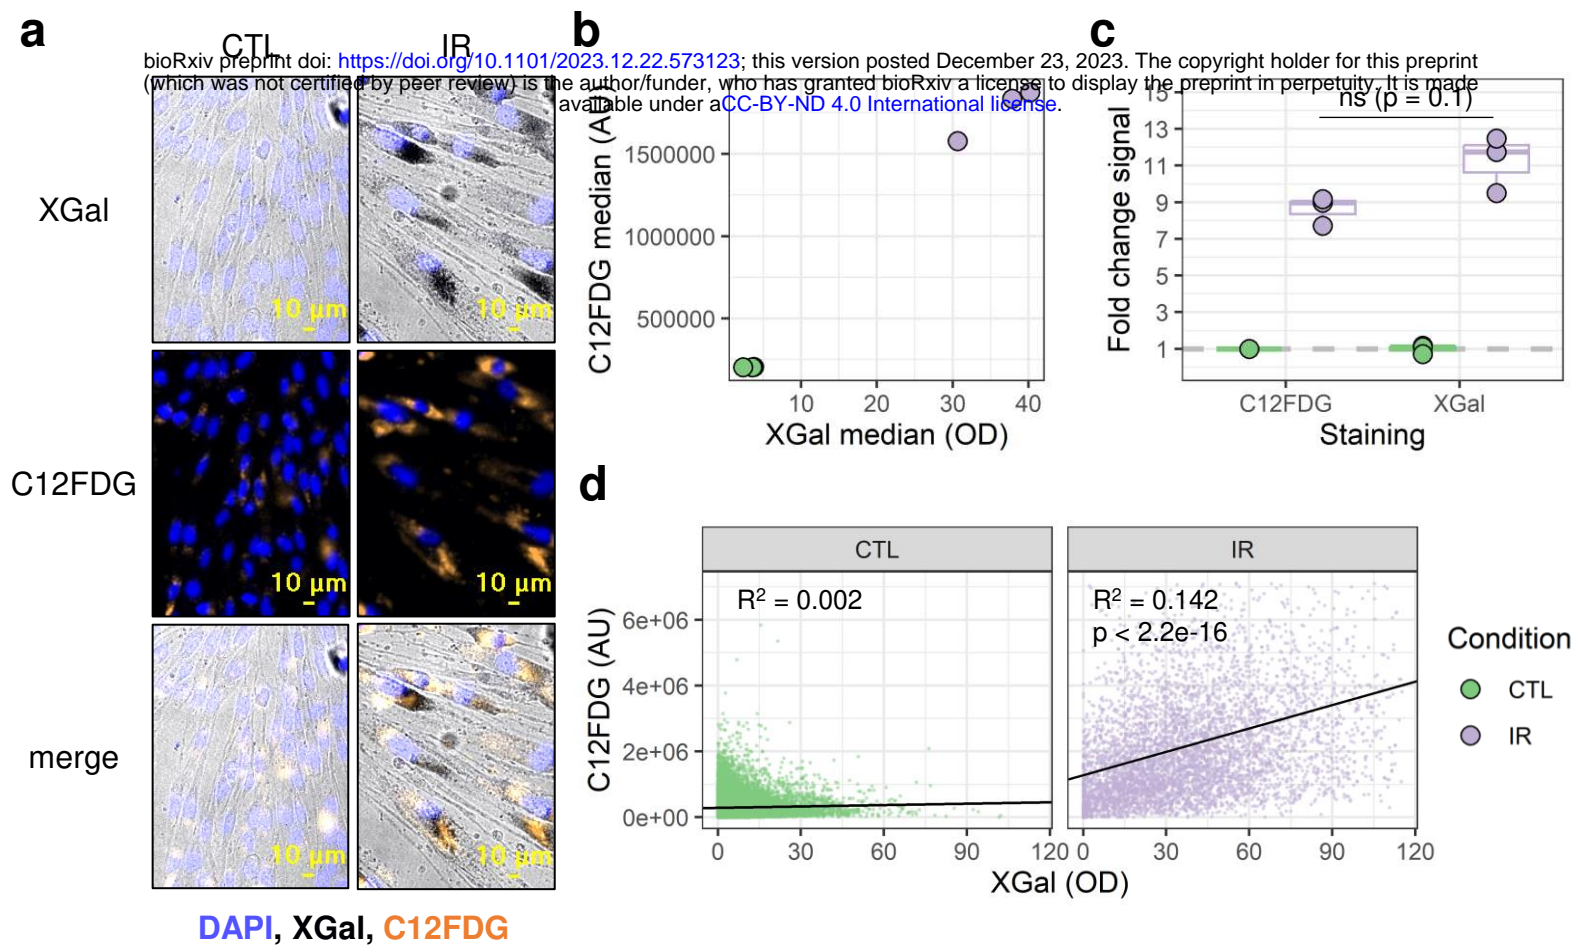 a
CTL
IR
b
c
bioRxiv preprint doi: https://doi.org/10.1101/2023.12.22.573123; this version posted December 23, 2023. The copyright holder for this preprint
(which was not certified by peer review) is the author/funder, who has granted bioRxiv a license to display the preprint in perpetuity. It is made
available under aCC-BY-ND 4.0 International license.
XGal
10 µm
10 µm
C12FDG
10 µm
10 µm
merge
10 µm
10 µm
DAPI, XGal, C12FDG
C12FDG median (AU)
1500000
1000000
500000
10
20
30
40
XGal median (OD)
Fold change signal
15
13
11
9
7
5
3
1
ns (p = 0.1)
C12FDG
XGal
Staining
d
CTL
IR
R² = 0.002
R² = 0.142
p < 2.2e-16
C12FDG (AU)
6e+06
4e+06
2e+06
0e+00
0
30
60
90
120
0
30
60
90
120
XGal (OD)
Condition
CTL
IR